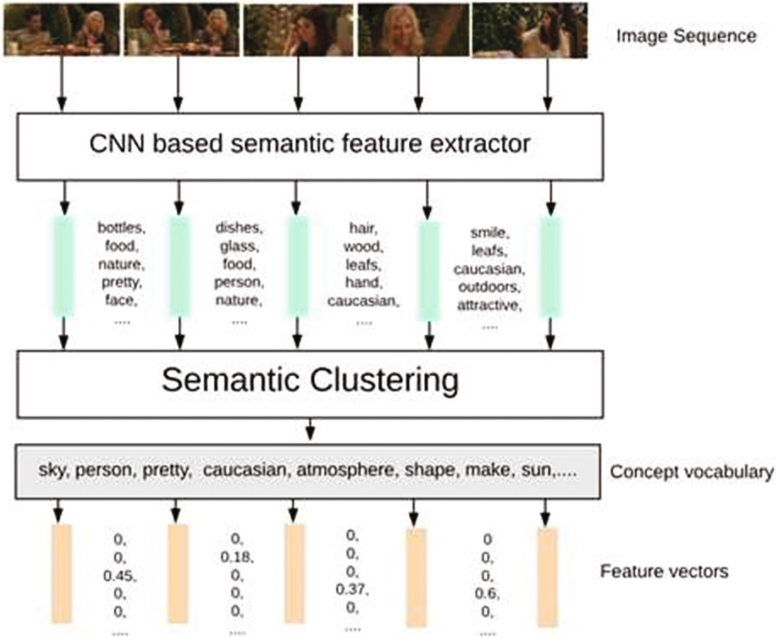 Image Sequence
CNN based semantic feature extractor
bottles,
food,
nature,
pretty,
face,
....
dishes,
glass,
food,
person,
nature,
....
hair,
wood,
leafs,
hand,
caucasian,
....
smile,
leafs,
caucasian,
outdoors,
attractive,
....
Semantic Clustering
sky, person, pretty, caucasian, atmosphere, shape, make, sun,....
Concept vocabulary
0,
0,
0.45,
0,
0,
....
0,
0.18,
0,
0,
0,
....
0,
0,
0,
0.37,
0,
....
0
0,
0,
0.6,
0,
....
Feature vectors